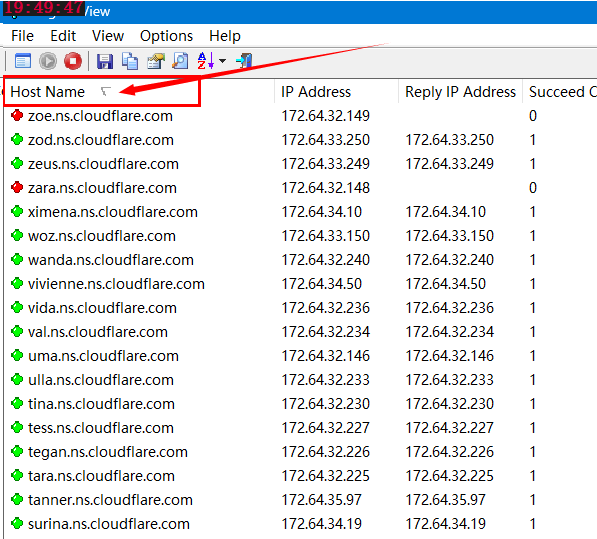 19:49:47 View
File Edit View Options Help
Host Name IP Address Reply IP Address Succeed C
zoe.ns.cloudflare.com 172.64.32.149 0
zod.ns.cloudflare.com 172.64.33.250 172.64.33.250 1
zeus.ns.cloudflare.com 172.64.33.249 172.64.33.249 1
zara.ns.cloudflare.com 172.64.32.148 0
ximena.ns.cloudflare.com 172.64.34.10 172.64.34.10 1
woz.ns.cloudflare.com 172.64.33.150 172.64.33.150 1
wanda.ns.cloudflare.com 172.64.32.240 172.64.32.240 1
vivienne.ns.cloudflare.com 172.64.34.50 172.64.34.50 1
vida.ns.cloudflare.com 172.64.32.236 172.64.32.236 1
val.ns.cloudflare.com 172.64.32.234 172.64.32.234 1
uma.ns.cloudflare.com 172.64.32.146 172.64.32.146 1
ulla.ns.cloudflare.com 172.64.32.233 172.64.32.233 1
tina.ns.cloudflare.com 172.64.32.230 172.64.32.230 1
tess.ns.cloudflare.com 172.64.32.227 172.64.32.227 1
tegan.ns.cloudflare.com 172.64.32.226 172.64.32.226 1
tara.ns.cloudflare.com 172.64.32.225 172.64.32.225 1
tanner.ns.cloudflare.com 172.64.35.97 172.64.35.97 1
surina.ns.cloudflare.com 172.64.34.19 172.64.34.19 1